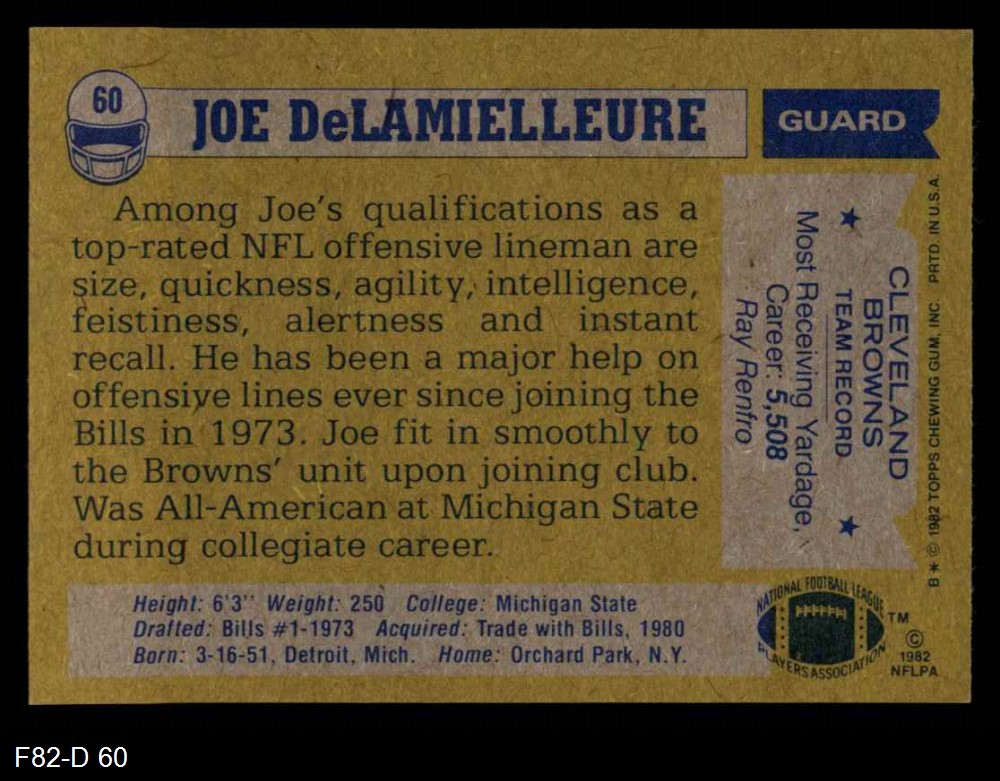 60
JOE DeLAMIELLEURE
GUARD
Among Joe's qualifications as a
top-rated NFL offensive lineman are
size, quickness, agility, intelligence,
feistiness, alertness and instant
recall. He has been a major help on
offensive lines ever since joining the
Bills in 1973. Joe fit in smoothly to
the Browns' unit upon joining club.
Was All-American at Michigan State
during collegiate career.
CLEVELAND
BROWNS
★ TEAM RECORD ★
Most Receiving Yardage,
Career: 5,508
Ray Renfro
B * © 1982 TOPPS CHEWING GUM, INC. PRTD. IN U.S.A.
Height: 6'3" Weight: 250 College: Michigan State
Drafted: Bills #1-1973 Acquired: Trade with Bills, 1980
Born: 3-16-51, Detroit, Mich. Home: Orchard Park, N.Y.
NATIONAL FOOTBALL LEAGUE
PLAYERS ASSOCIATION
TM
©
1982
NFLPA
F82-D 60